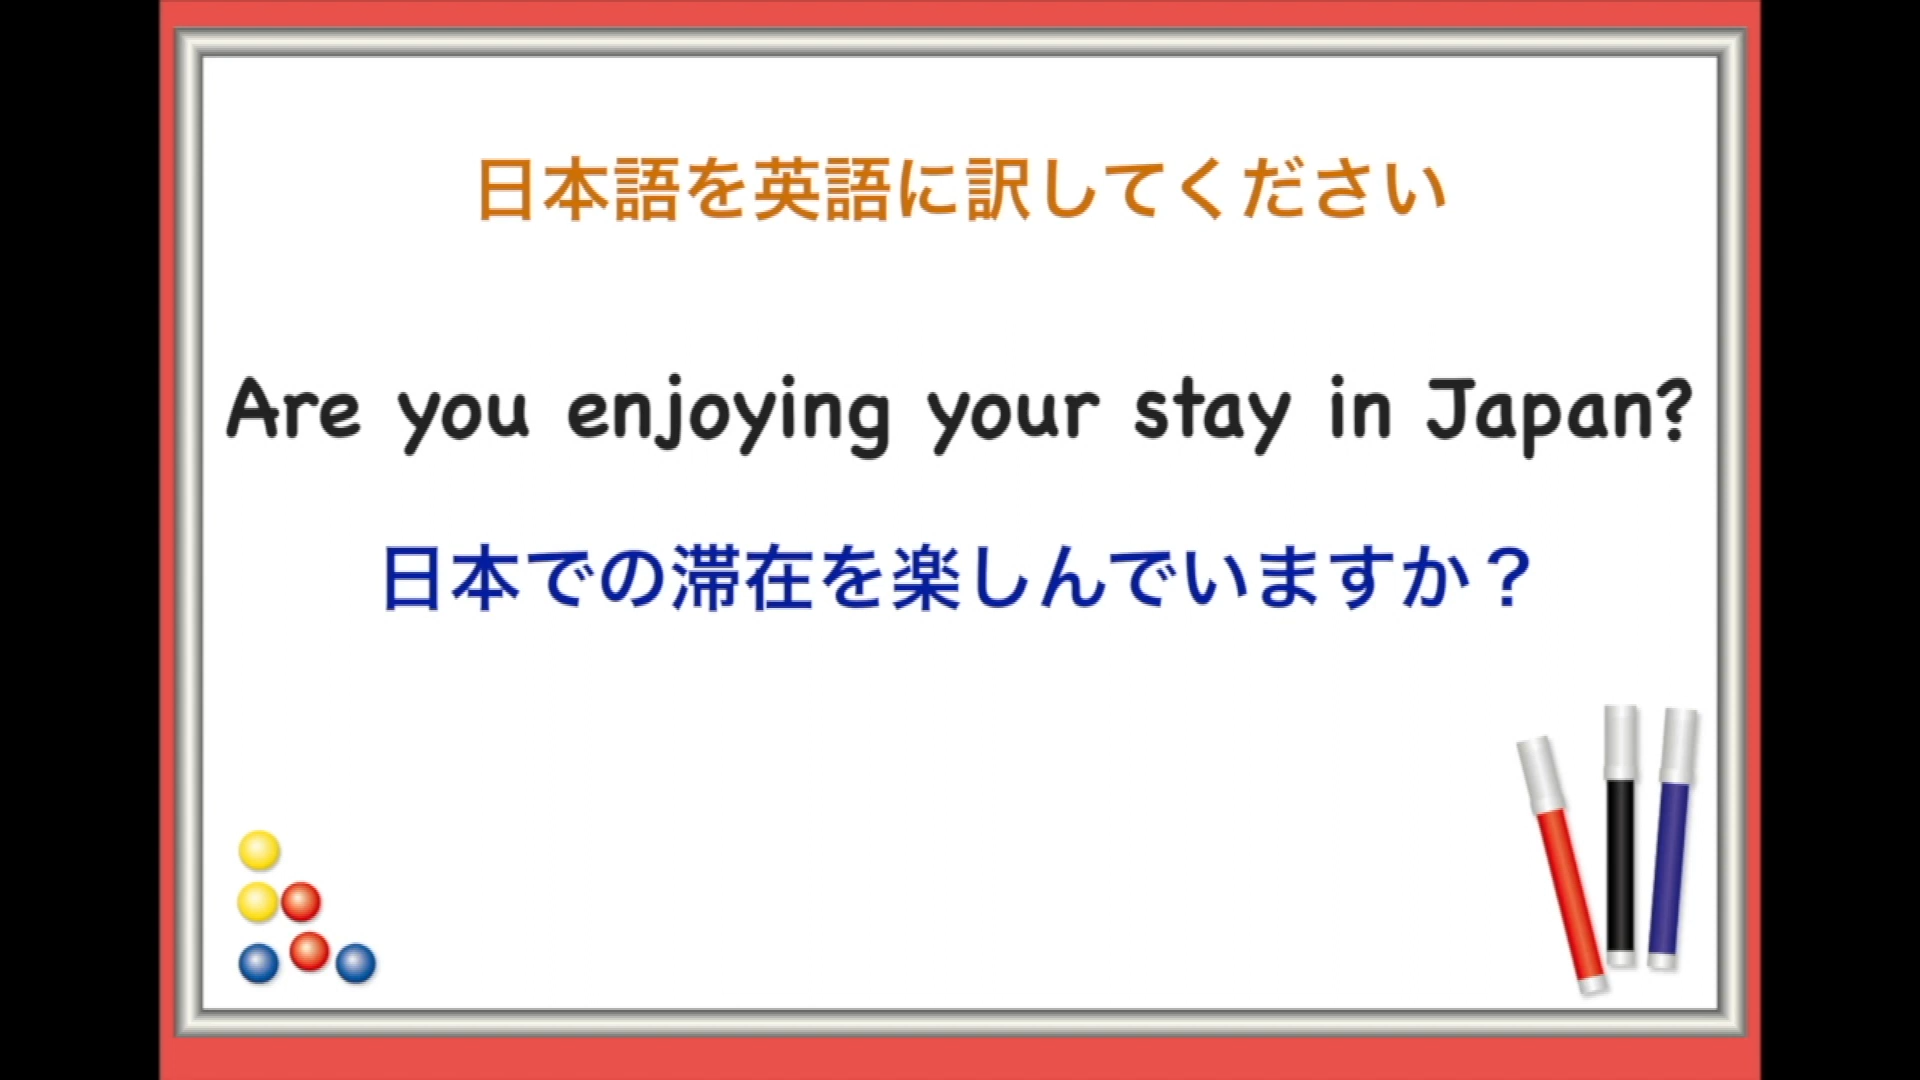 日本語を英語に訳してください
Are you enjoying your stay in Japan?
日本での滞在を楽しんでいますか？